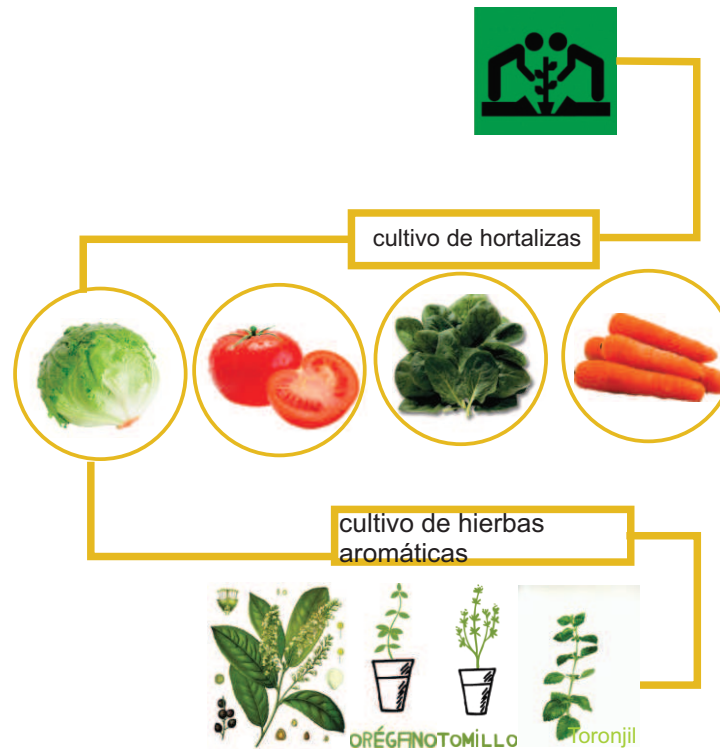 cultivo de hortalizas
cultivo de hierbas
aromáticas
ORÉGANO TOMILLO
Toronjil